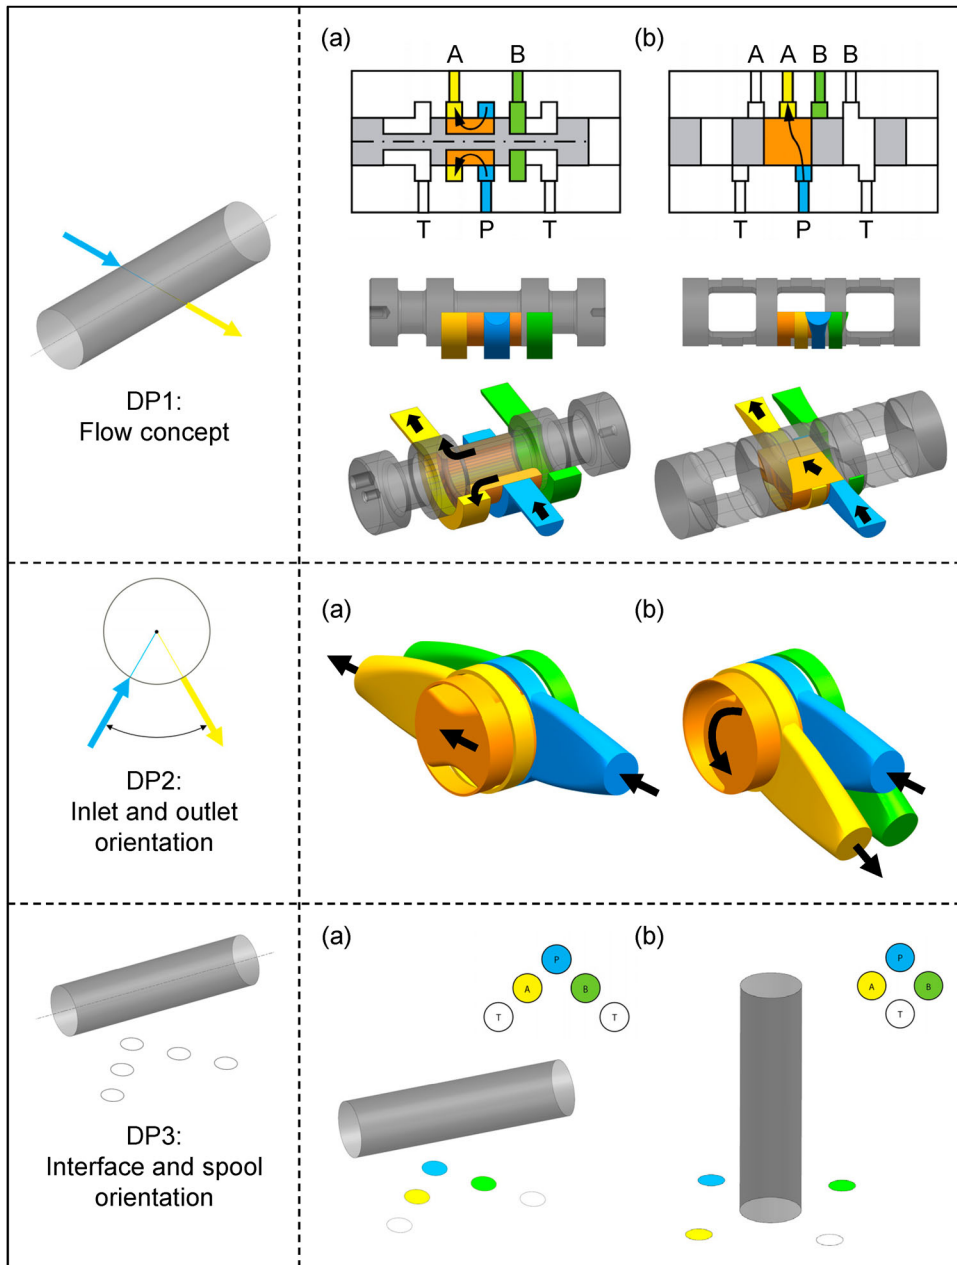 (a)
(b)
A
B
A A B B
T
P
T
T
P
T
DP1:
Flow concept
(a)
(b)
DP2:
Inlet and outlet
orientation
(a)
(b)
P
A
B
T
T
P
A
B
T
DP3:
Interface and spool
orientation